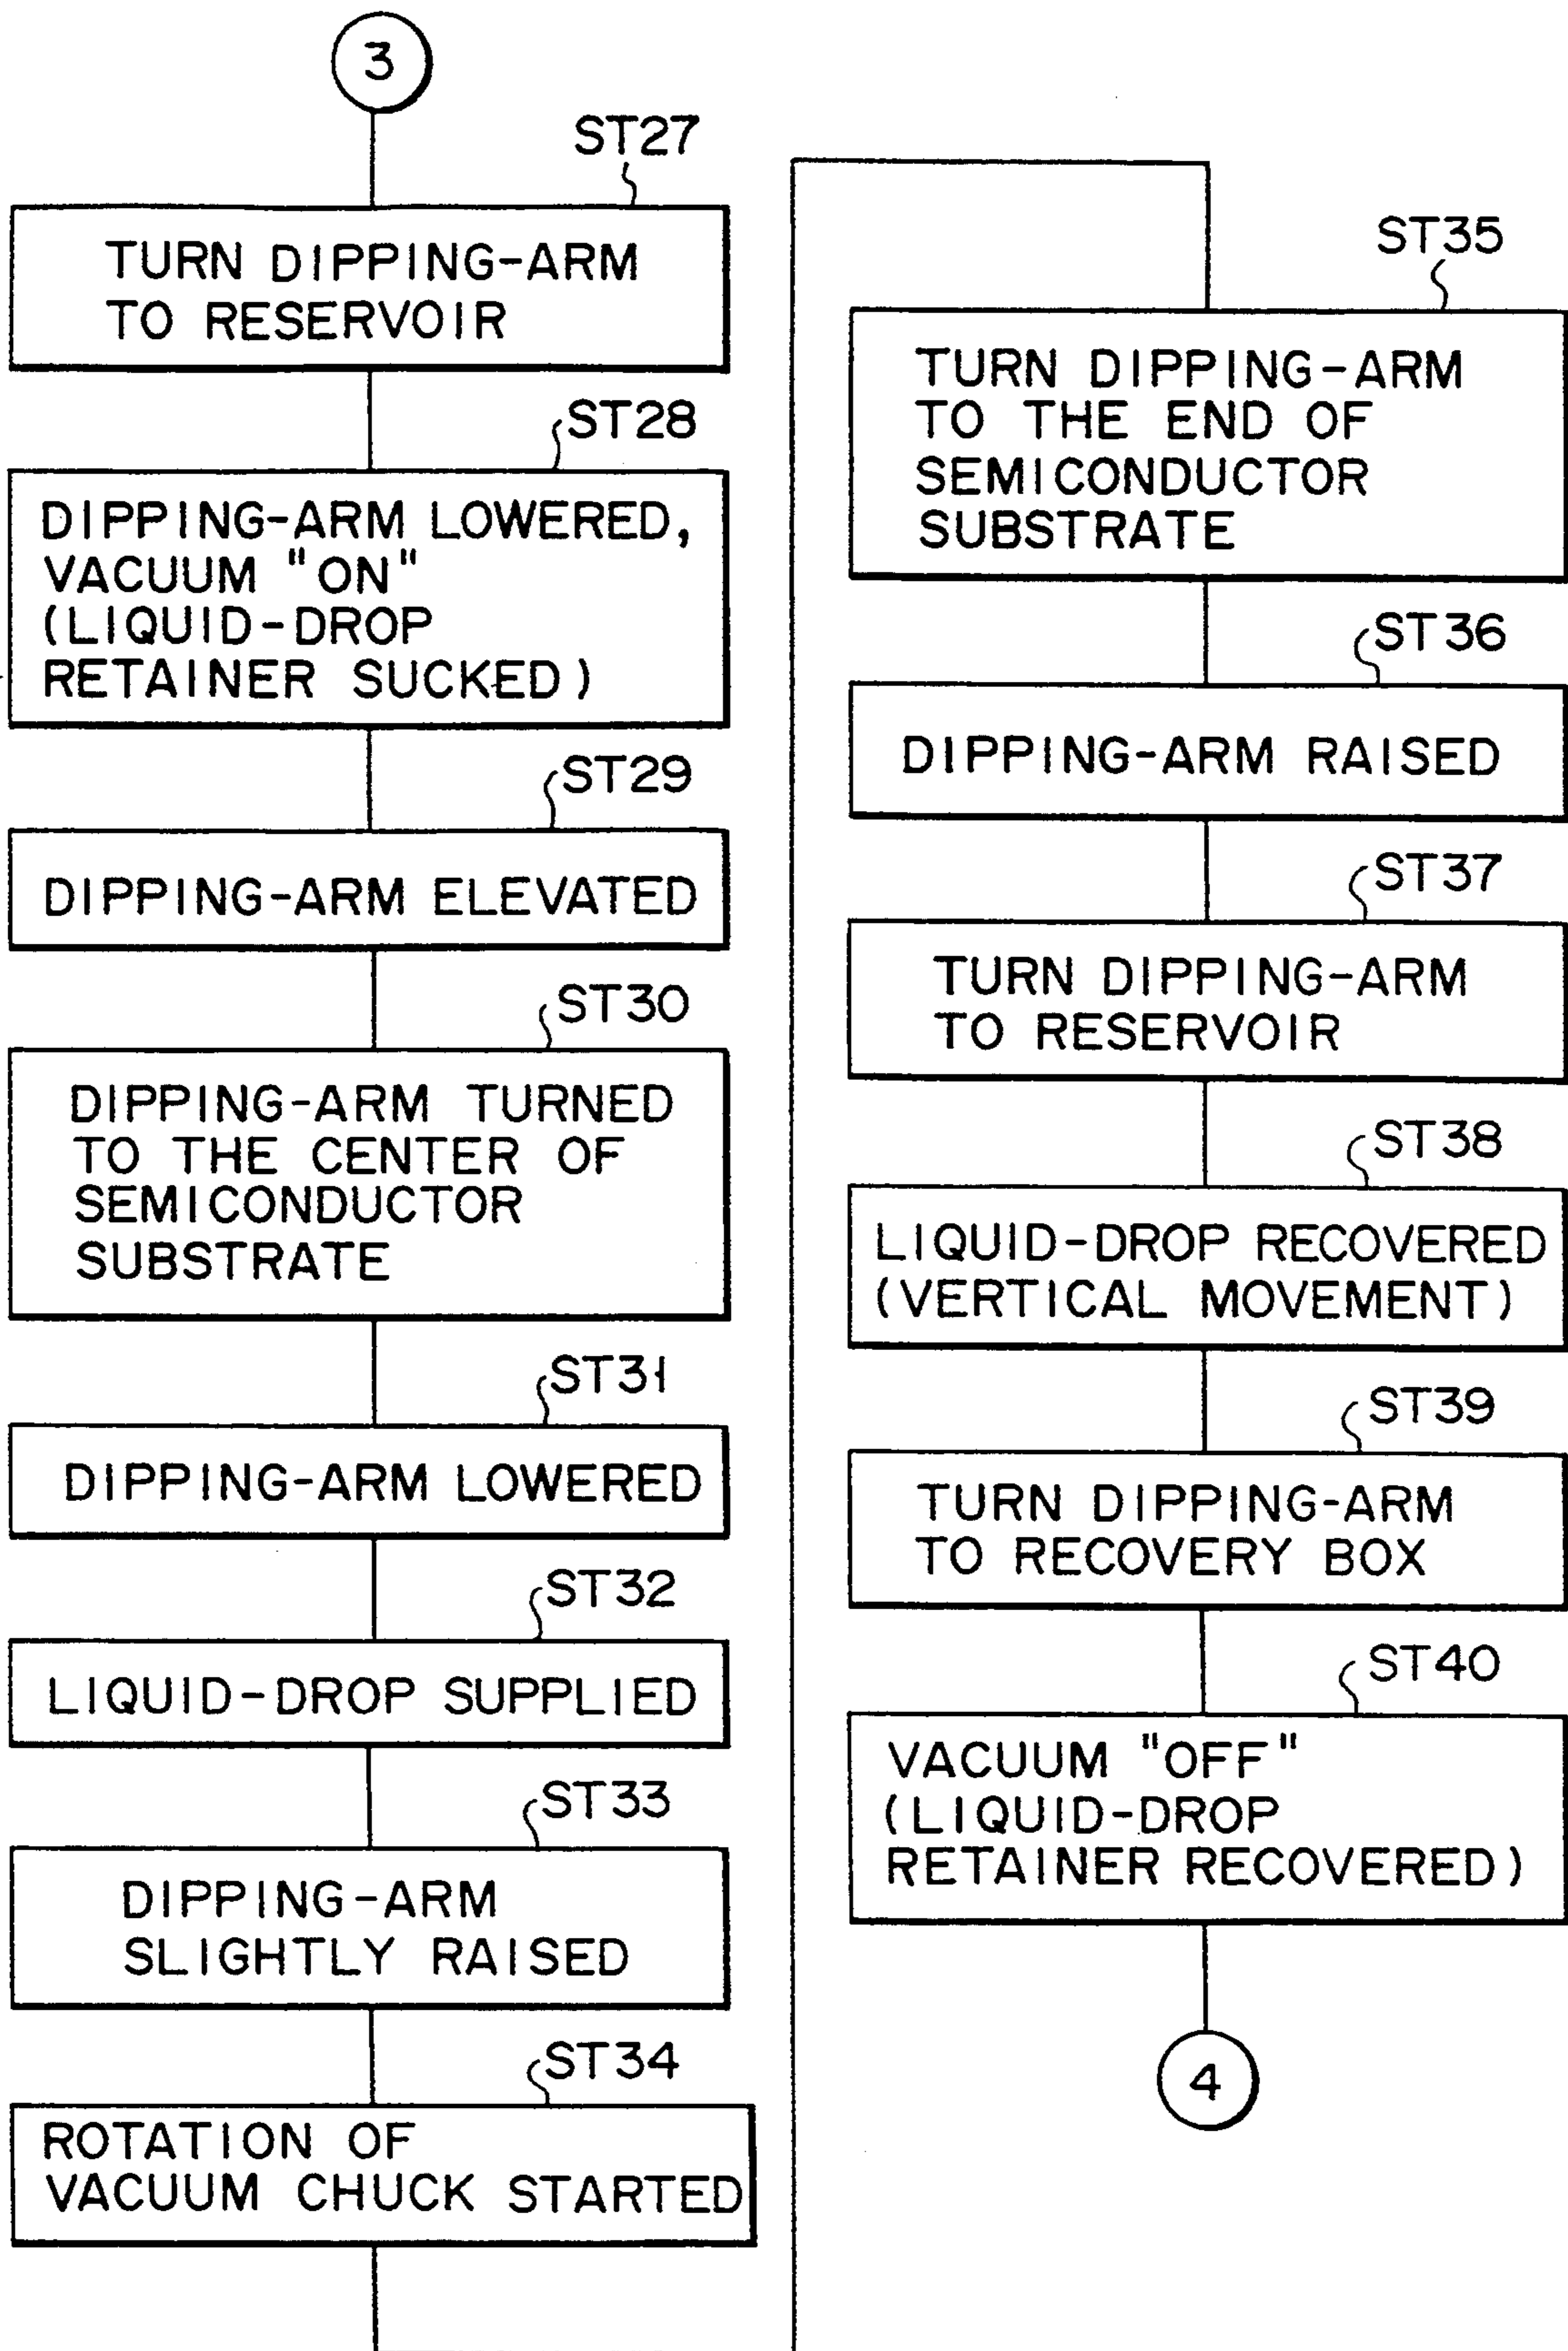 3
ST27
TURN DIPPING-ARM
TO RESERVOIR
ST28
DIPPING-ARM LOWERED,
VACUUM "ON"
(LIQUID-DROP
RETAINER SUCKED)
ST29
DIPPING-ARM ELEVATED
ST30
DIPPING-ARM TURNED
TO THE CENTER OF
SEMICONDUCTOR
SUBSTRATE
ST31
DIPPING-ARM LOWERED
ST32
LIQUID-DROP SUPPLIED
ST33
DIPPING-ARM
SLIGHTLY RAISED
ST34
ROTATION OF
VACUUM CHUCK STARTED
ST35
TURN DIPPING-ARM
TO THE END OF
SEMICONDUCTOR
SUBSTRATE
ST36
DIPPING-ARM RAISED
ST37
TURN DIPPING-ARM
TO RESERVOIR
ST38
LIQUID-DROP RECOVERED
(VERTICAL MOVEMENT)
ST39
TURN DIPPING-ARM
TO RECOVERY BOX
ST40
VACUUM "OFF"
(LIQUID-DROP
RETAINER RECOVERED)
4